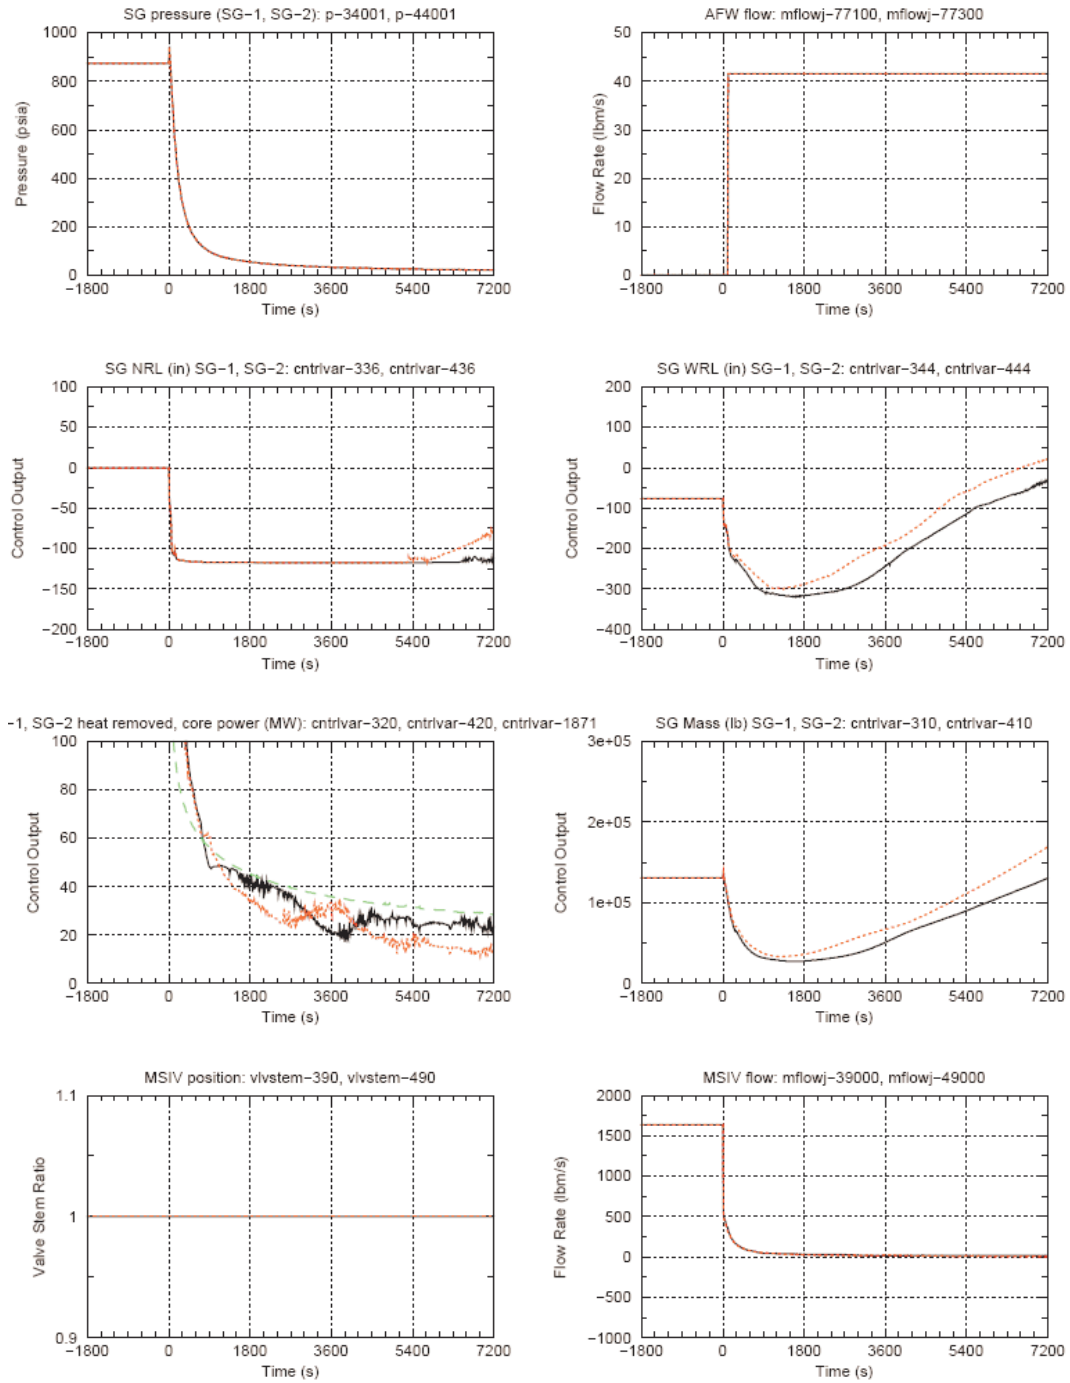 SG pressure (SG-1, SG-2): p-34001, p-44001
1000
800
600
400
200
0
Pressure (psia)
-1800 0 1800 3600 5400 7200
Time (s)
AFW flow: mflowj-77100, mflowj-77300
50
40
30
20
10
0
Flow Rate (lbm/s)
-1800 0 1800 3600 5400 7200
Time (s)
SG NRL (in) SG-1, SG-2: cntrlvar-336, cntrlvar-436
100
50
0
-50
-100
-150
-200
Control Output
-1800 0 1800 3600 5400 7200
Time (s)
SG WRL (in) SG-1, SG-2: cntrlvar-344, cntrlvar-444
200
100
0
-100
-200
-300
-400
Control Output
-1800 0 1800 3600 5400 7200
Time (s)
-1, SG-2 heat removed, core power (MW): cntrlvar-320, cntrlvar-420, cntrlvar-1871
100
80
60
40
20
0
Control Output
-1800 0 1800 3600 5400 7200
Time (s)
SG Mass (lb) SG-1, SG-2: cntrlvar-310, cntrlvar-410
3e+05
2e+05
1e+05
0
Control Output
-1800 0 1800 3600 5400 7200
Time (s)
MSIV position: vlvstem-390, vlvstem-490
1.1
1
0.9
Valve Stem Ratio
-1800 0 1800 3600 5400 7200
Time (s)
MSIV flow: mflowj-39000, mflowj-49000
2000
1500
1000
500
0
-500
-1000
Flow Rate (lbm/s)
-1800 0 1800 3600 5400 7200
Time (s)